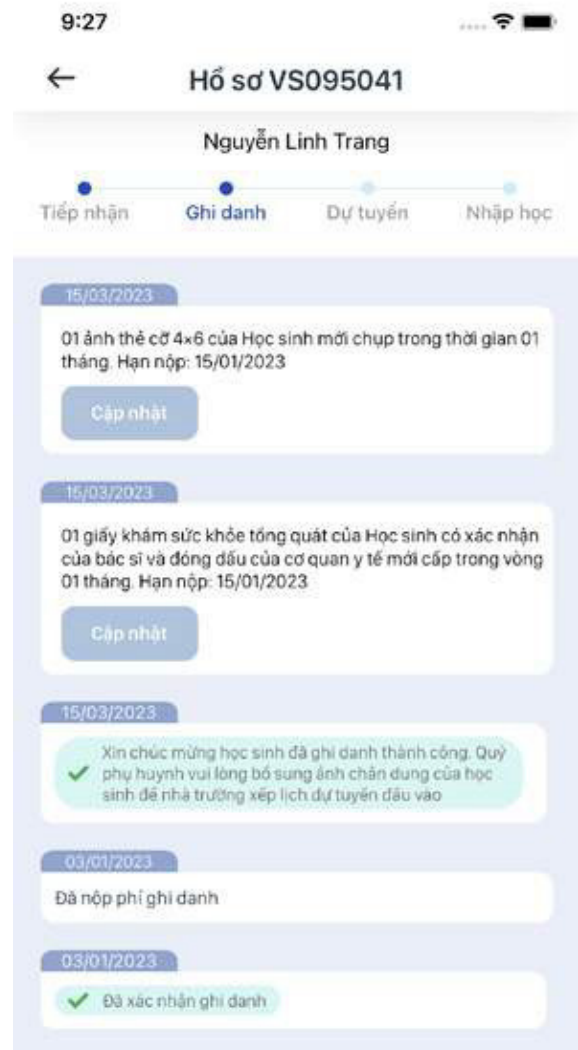 9:27
Hồ sơ VS095041
Nguyễn Linh Trang
Tiếp nhận Ghi danh Dự tuyển Nhập học
15/03/2023
01 ảnh thẻ cỡ 4×6 của Học sinh mới chụp trong thời gian 01
tháng. Hạn nộp: 15/01/2023
Cập nhật
15/03/2023
01 giấy khám sức khỏe tổng quát của Học sinh có xác nhận
của bác sĩ và đóng dấu của cơ quan y tế mới cấp trong vòng
01 tháng. Hạn nộp: 15/01/2023
Cập nhật
15/03/2023
Xin chúc mừng học sinh đã ghi danh thành công. Quý
phụ huynh vui lòng bổ sung ảnh chân dung của học
sinh để nhà trường xếp lịch dự tuyển đầu vào
03/01/2023
Đã nộp phí ghi danh
03/01/2023
Đã xác nhận ghi danh